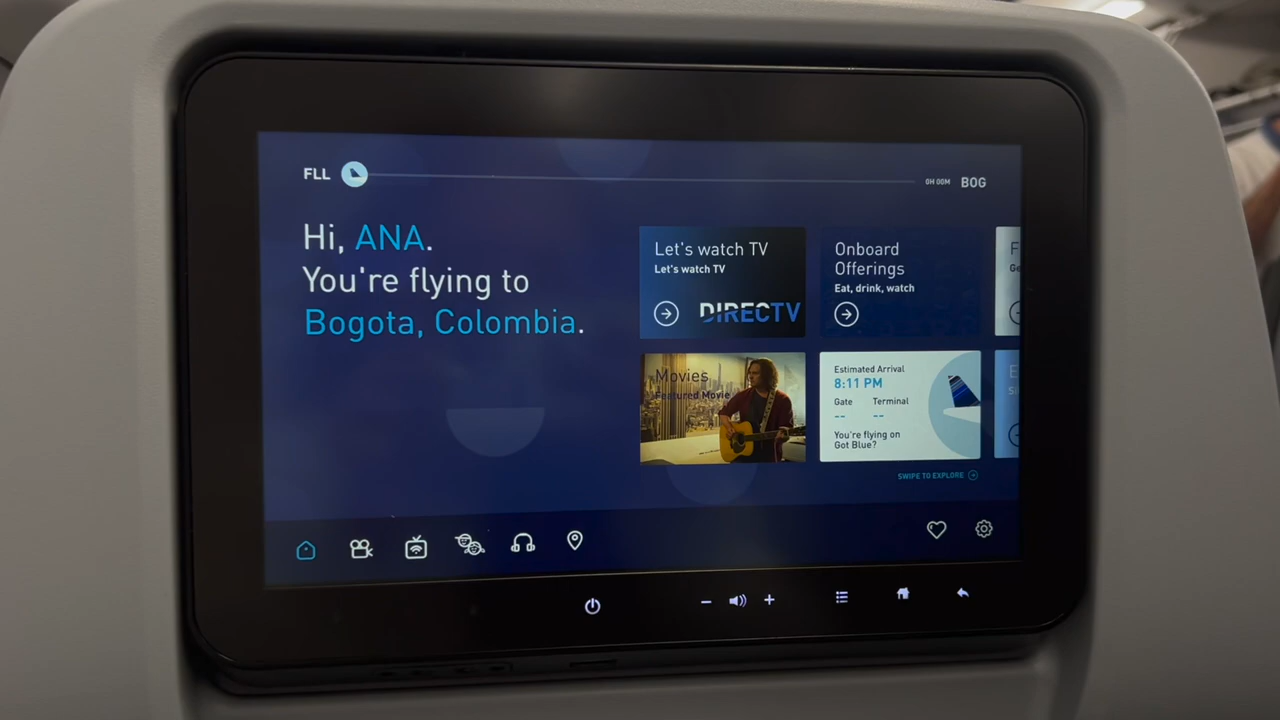 FLL
0H 00M BOG
Hi, ANA.
You're flying to
Bogota, Colombia.
Let's watch TV
Let's watch TV
DIRECTV
Onboard
Offerings
Eat, drink, watch
F
Ge
Movies
Featured Movie
Estimated Arrival
8:11 PM
Gate Terminal
-- --
You're flying on
Got Blue?
E
SWIPE TO EXPLORE